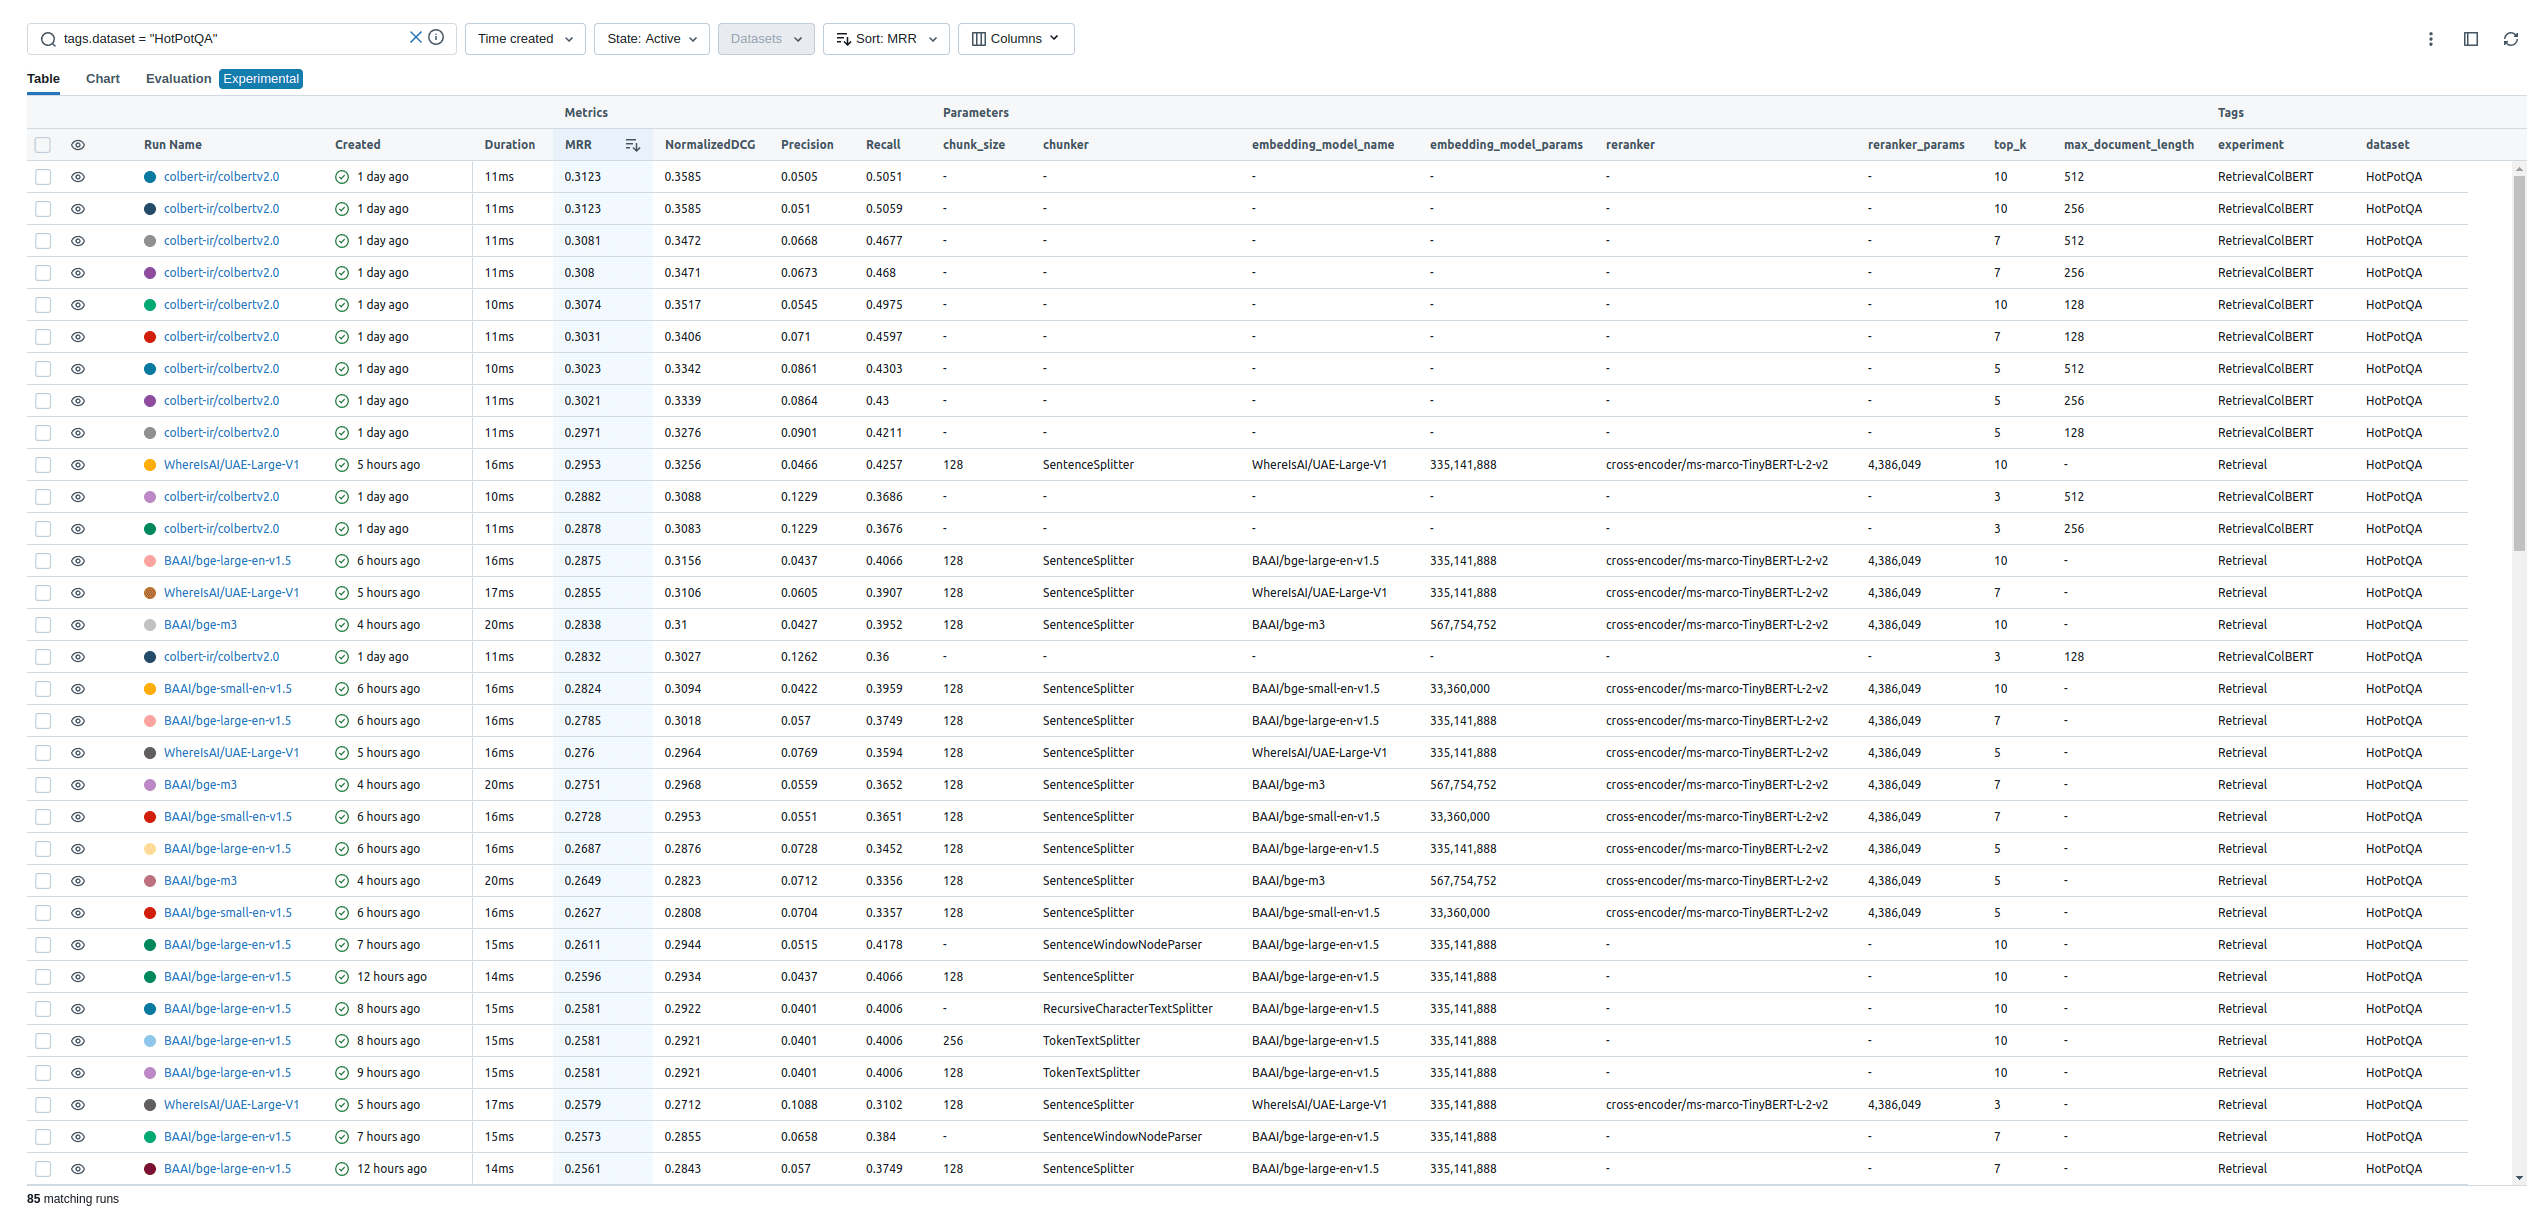 tags.dataset = "HotPotQA" Time created State: Active Datasets Sort: MRR Columns
Table Chart Evaluation Experimental
Metrics Parameters Tags
Run Name Created Duration MRR NormalizedDCG Precision Recall chunk_size chunker embedding_model_name embedding_model_params reranker reranker_params top_k max_document_length experiment dataset
colbert-ir/colbertv2.0 1 day ago 11ms 0.3123 0.3585 0.0505 0.5051 - - - - - - 10 512 RetrievalColBERT HotPotQA
colbert-ir/colbertv2.0 1 day ago 11ms 0.3123 0.3585 0.051 0.5059 - - - - - - 10 256 RetrievalColBERT HotPotQA
colbert-ir/colbertv2.0 1 day ago 11ms 0.3081 0.3472 0.0668 0.4677 - - - - - - 7 512 RetrievalColBERT HotPotQA
colbert-ir/colbertv2.0 1 day ago 11ms 0.308 0.3471 0.0673 0.468 - - - - - - 7 256 RetrievalColBERT HotPotQA
colbert-ir/colbertv2.0 1 day ago 10ms 0.3074 0.3517 0.0545 0.4975 - - - - - - 10 128 RetrievalColBERT HotPotQA
colbert-ir/colbertv2.0 1 day ago 11ms 0.3031 0.3406 0.071 0.4597 - - - - - - 7 128 RetrievalColBERT HotPotQA
colbert-ir/colbertv2.0 1 day ago 10ms 0.3023 0.3342 0.0861 0.4303 - - - - - - 5 512 RetrievalColBERT HotPotQA
colbert-ir/colbertv2.0 1 day ago 11ms 0.3021 0.3339 0.0864 0.43 - - - - - - 5 256 RetrievalColBERT HotPotQA
colbert-ir/colbertv2.0 1 day ago 11ms 0.2971 0.3276 0.0901 0.4211 - - - - - - 5 128 RetrievalColBERT HotPotQA
WhereIsAI/UAE-Large-V1 5 hours ago 16ms 0.2953 0.3256 0.0466 0.4257 128 SentenceSplitter WhereIsAI/UAE-Large-V1 335,141,888 cross-encoder/ms-marco-TinyBERT-L-2-v2 4,386,049 10 - Retrieval HotPotQA
colbert-ir/colbertv2.0 1 day ago 10ms 0.2882 0.3088 0.1229 0.3686 - - - - - - 3 512 RetrievalColBERT HotPotQA
colbert-ir/colbertv2.0 1 day ago 11ms 0.2878 0.3083 0.1229 0.3676 - - - - - - 3 256 RetrievalColBERT HotPotQA
BAAI/bge-large-en-v1.5 6 hours ago 16ms 0.2875 0.3156 0.0437 0.4066 128 SentenceSplitter BAAI/bge-large-en-v1.5 335,141,888 cross-encoder/ms-marco-TinyBERT-L-2-v2 4,386,049 10 - Retrieval HotPotQA
WhereIsAI/UAE-Large-V1 5 hours ago 17ms 0.2855 0.3106 0.0605 0.3907 128 SentenceSplitter WhereIsAI/UAE-Large-V1 335,141,888 cross-encoder/ms-marco-TinyBERT-L-2-v2 4,386,049 7 - Retrieval HotPotQA
BAAI/bge-m3 4 hours ago 20ms 0.2838 0.31 0.0427 0.3952 128 SentenceSplitter BAAI/bge-m3 567,754,752 cross-encoder/ms-marco-TinyBERT-L-2-v2 4,386,049 10 - Retrieval HotPotQA
colbert-ir/colbertv2.0 1 day ago 11ms 0.2832 0.3027 0.1262 0.36 - - - - - - 3 128 RetrievalColBERT HotPotQA
BAAI/bge-small-en-v1.5 6 hours ago 16ms 0.2824 0.3094 0.0422 0.3959 128 SentenceSplitter BAAI/bge-small-en-v1.5 33,360,000 cross-encoder/ms-marco-TinyBERT-L-2-v2 4,386,049 10 - Retrieval HotPotQA
BAAI/bge-large-en-v1.5 6 hours ago 16ms 0.2785 0.3018 0.057 0.3749 128 SentenceSplitter BAAI/bge-large-en-v1.5 335,141,888 cross-encoder/ms-marco-TinyBERT-L-2-v2 4,386,049 7 - Retrieval HotPotQA
WhereIsAI/UAE-Large-V1 5 hours ago 16ms 0.276 0.2964 0.0769 0.3594 128 SentenceSplitter WhereIsAI/UAE-Large-V1 335,141,888 cross-encoder/ms-marco-TinyBERT-L-2-v2 4,386,049 5 - Retrieval HotPotQA
BAAI/bge-m3 4 hours ago 20ms 0.2751 0.2968 0.0559 0.3652 128 SentenceSplitter BAAI/bge-m3 567,754,752 cross-encoder/ms-marco-TinyBERT-L-2-v2 4,386,049 7 - Retrieval HotPotQA
BAAI/bge-small-en-v1.5 6 hours ago 16ms 0.2728 0.2953 0.0551 0.3651 128 SentenceSplitter BAAI/bge-small-en-v1.5 33,360,000 cross-encoder/ms-marco-TinyBERT-L-2-v2 4,386,049 7 - Retrieval HotPotQA
BAAI/bge-large-en-v1.5 6 hours ago 16ms 0.2687 0.2876 0.0728 0.3452 128 SentenceSplitter BAAI/bge-large-en-v1.5 335,141,888 cross-encoder/ms-marco-TinyBERT-L-2-v2 4,386,049 5 - Retrieval HotPotQA
BAAI/bge-m3 4 hours ago 20ms 0.2649 0.2823 0.0712 0.3356 128 SentenceSplitter BAAI/bge-m3 567,754,752 cross-encoder/ms-marco-TinyBERT-L-2-v2 4,386,049 5 - Retrieval HotPotQA
BAAI/bge-small-en-v1.5 6 hours ago 16ms 0.2627 0.2808 0.0704 0.3357 128 SentenceSplitter BAAI/bge-small-en-v1.5 33,360,000 cross-encoder/ms-marco-TinyBERT-L-2-v2 4,386,049 5 - Retrieval HotPotQA
BAAI/bge-large-en-v1.5 7 hours ago 15ms 0.2611 0.2944 0.0515 0.4178 - SentenceWindowNodeParser BAAI/bge-large-en-v1.5 335,141,888 - - 10 - Retrieval HotPotQA
BAAI/bge-large-en-v1.5 12 hours ago 14ms 0.2596 0.2934 0.0437 0.4066 128 SentenceSplitter BAAI/bge-large-en-v1.5 335,141,888 - - 10 - Retrieval HotPotQA
BAAI/bge-large-en-v1.5 8 hours ago 15ms 0.2581 0.2922 0.0401 0.4006 - RecursiveCharacterTextSplitter BAAI/bge-large-en-v1.5 335,141,888 - - 10 - Retrieval HotPotQA
BAAI/bge-large-en-v1.5 8 hours ago 15ms 0.2581 0.2921 0.0401 0.4006 256 TokenTextSplitter BAAI/bge-large-en-v1.5 335,141,888 - - 10 - Retrieval HotPotQA
BAAI/bge-large-en-v1.5 9 hours ago 15ms 0.2581 0.2921 0.0401 0.4006 128 TokenTextSplitter BAAI/bge-large-en-v1.5 335,141,888 - - 10 - Retrieval HotPotQA
WhereIsAI/UAE-Large-V1 5 hours ago 17ms 0.2579 0.2712 0.1088 0.3102 128 SentenceSplitter WhereIsAI/UAE-Large-V1 335,141,888 cross-encoder/ms-marco-TinyBERT-L-2-v2 4,386,049 3 - Retrieval HotPotQA
BAAI/bge-large-en-v1.5 7 hours ago 15ms 0.2573 0.2855 0.0658 0.384 - SentenceWindowNodeParser BAAI/bge-large-en-v1.5 335,141,888 - - 7 - Retrieval HotPotQA
BAAI/bge-large-en-v1.5 12 hours ago 14ms 0.2561 0.2843 0.057 0.3749 128 SentenceSplitter BAAI/bge-large-en-v1.5 335,141,888 - - 7 - Retrieval HotPotQA
85 matching runs